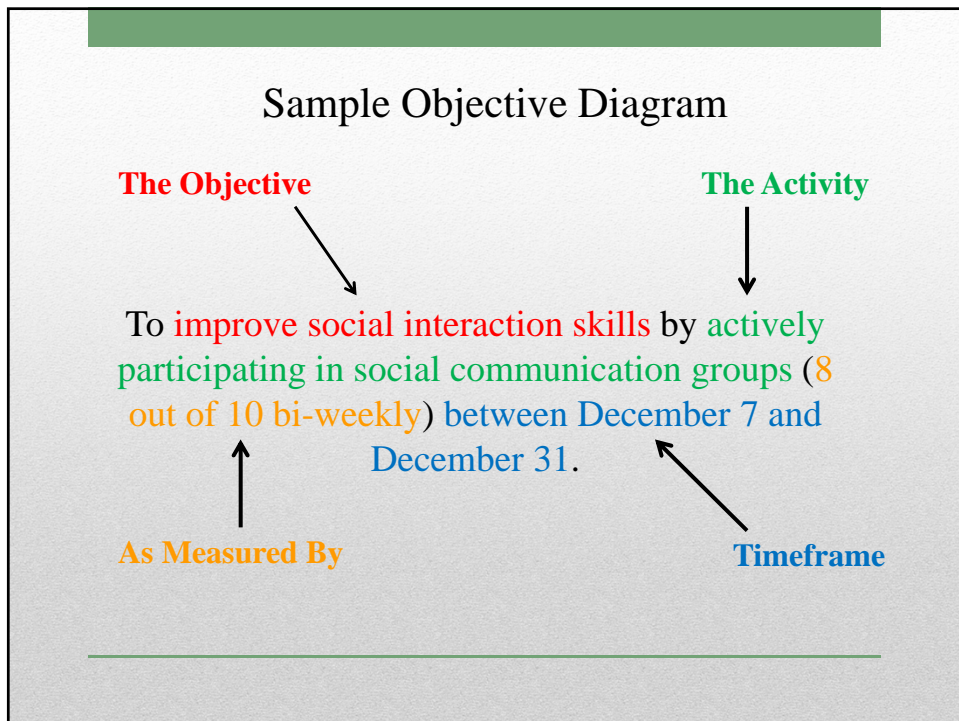 Sample Objective Diagram
The Objective
The Activity
To improve social interaction skills by actively
participating in social communication groups (8
out of 10 bi-weekly) between December 7 and
December 31.
As Measured By
Timeframe